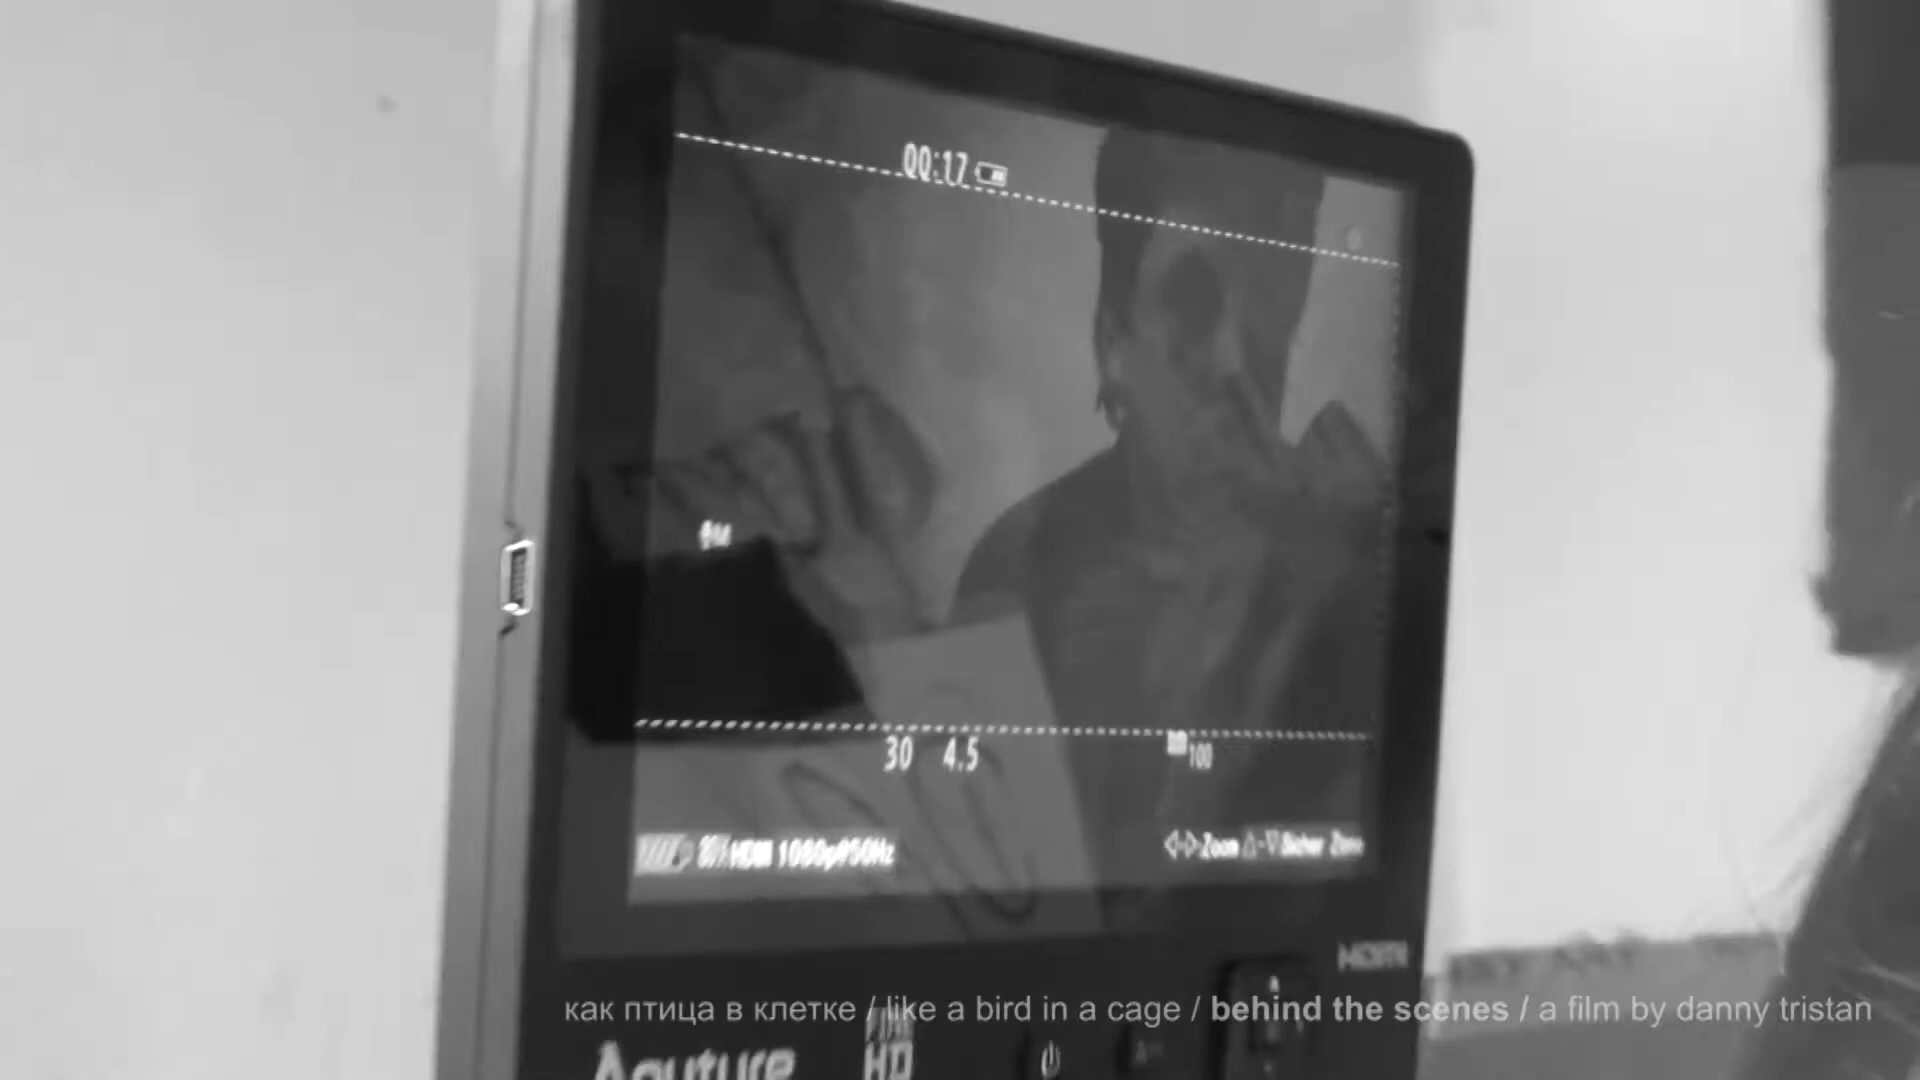 00:17
30 4.5
100
HDMI 1080p@50Hz
Zoom
HDMI
как птица в клетке / like a bird in a cage / behind the scenes / a film by danny tristan
Aputure
HD